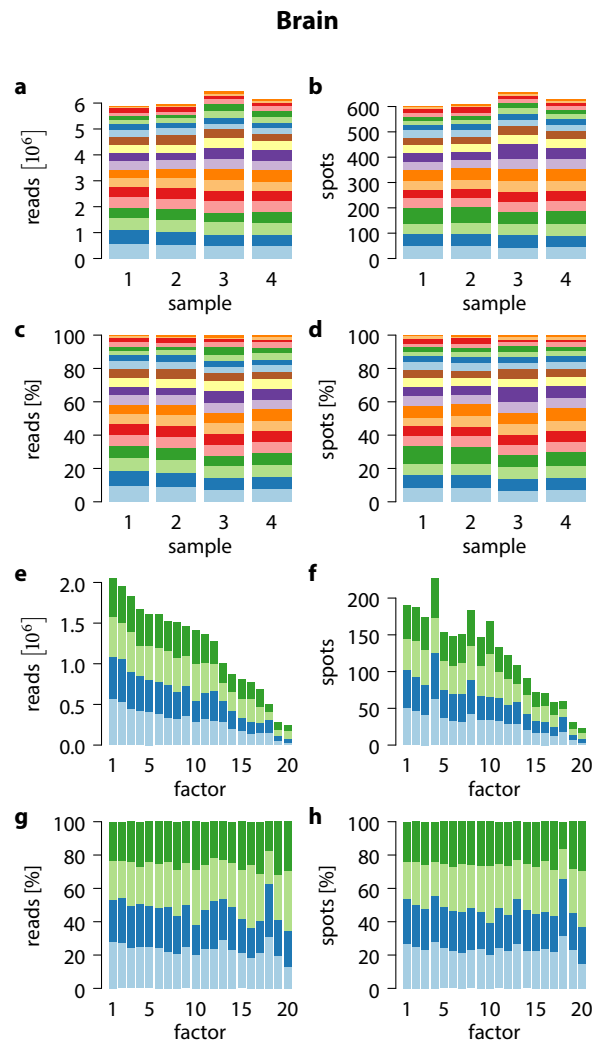 Brain
a
reads [10⁶]
6
5
4
3
2
1
0
1 2 3 4
sample
b
spots
600
500
400
300
200
100
0
1 2 3 4
sample
c
reads [%]
100
80
60
40
20
0
1 2 3 4
sample
d
spots [%]
100
80
60
40
20
0
1 2 3 4
sample
e
reads [10⁶]
2.0
1.5
1.0
0.5
0.0
1 5 10 15 20
factor
f
spots
200
150
100
50
0
1 5 10 15 20
factor
g
reads [%]
100
80
60
40
20
0
1 5 10 15 20
factor
h
spots [%]
100
80
60
40
20
0
1 5 10 15 20
factor